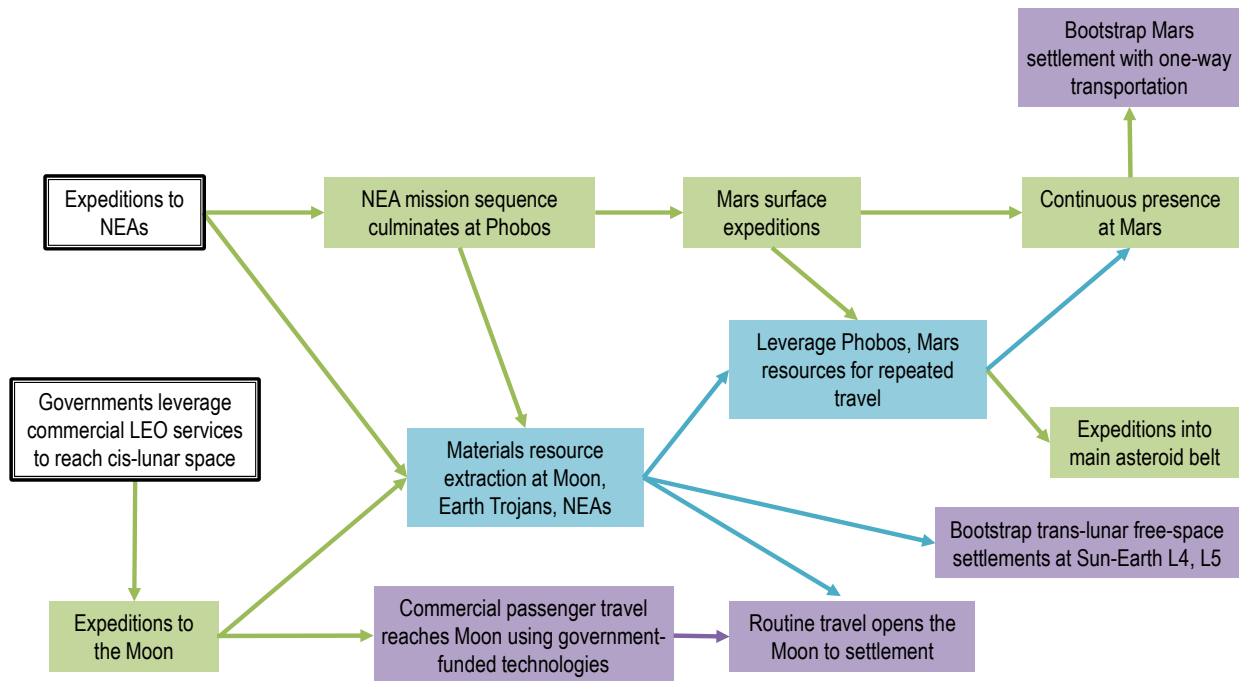 Bootstrap Mars
settlement with one-way
transportation
Expeditions to
NEAs
NEA mission sequence
culminates at Phobos
Mars surface
expeditions
Continuous presence
at Mars
Leverage Phobos, Mars
resources for repeated
travel
Governments leverage
commercial LEO services
to reach cis-lunar space
Materials resource
extraction at Moon,
Earth Trojans, NEAs
Expeditions into
main asteroid belt
Bootstrap trans-lunar free-space
settlements at Sun-Earth L4, L5
Expeditions to
the Moon
Commercial passenger travel
reaches Moon using government-
funded technologies
Routine travel opens the
Moon to settlement